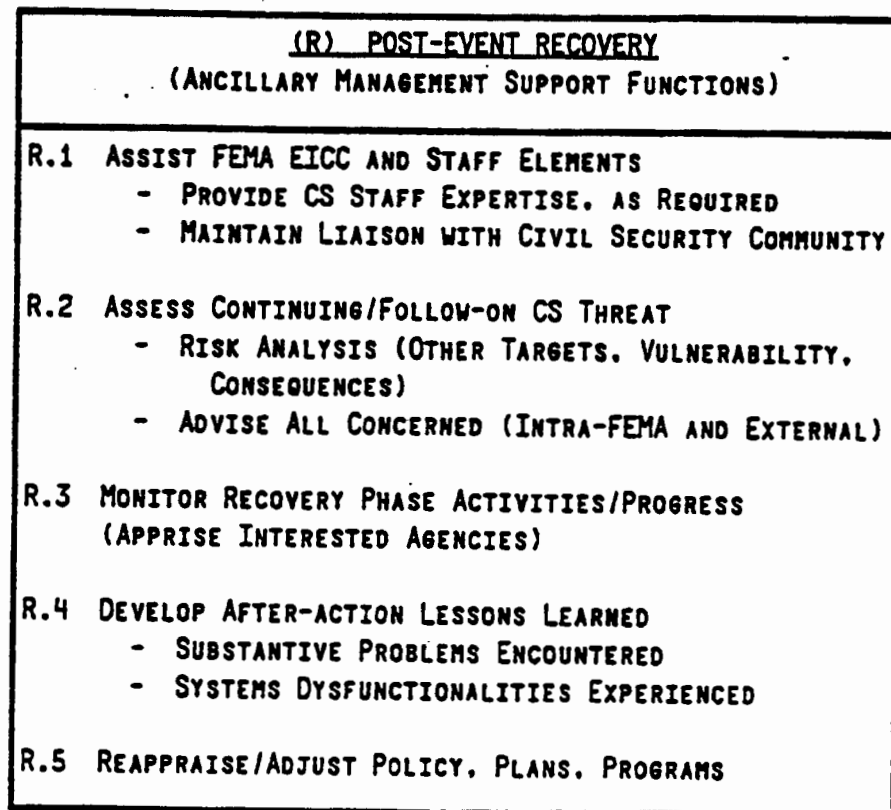 (R) POST-EVENT RECOVERY
(ANCILLARY MANAGEMENT SUPPORT FUNCTIONS)
R.1 ASSIST FEMA EICC AND STAFF ELEMENTS
- PROVIDE CS STAFF EXPERTISE, AS REQUIRED
- MAINTAIN LIAISON WITH CIVIL SECURITY COMMUNITY
R.2 ASSESS CONTINUING/FOLLOW-ON CS THREAT
- RISK ANALYSIS (OTHER TARGETS, VULNERABILITY,
CONSEQUENCES)
- ADVISE ALL CONCERNED (INTRA-FEMA AND EXTERNAL)
R.3 MONITOR RECOVERY PHASE ACTIVITIES/PROGRESS
(APPRISE INTERESTED AGENCIES)
R.4 DEVELOP AFTER-ACTION LESSONS LEARNED
- SUBSTANTIVE PROBLEMS ENCOUNTERED
- SYSTEMS DYSFUNCTIONALITIES EXPERIENCED
R.5 REAPPRAISE/ADJUST POLICY, PLANS, PROGRAMS